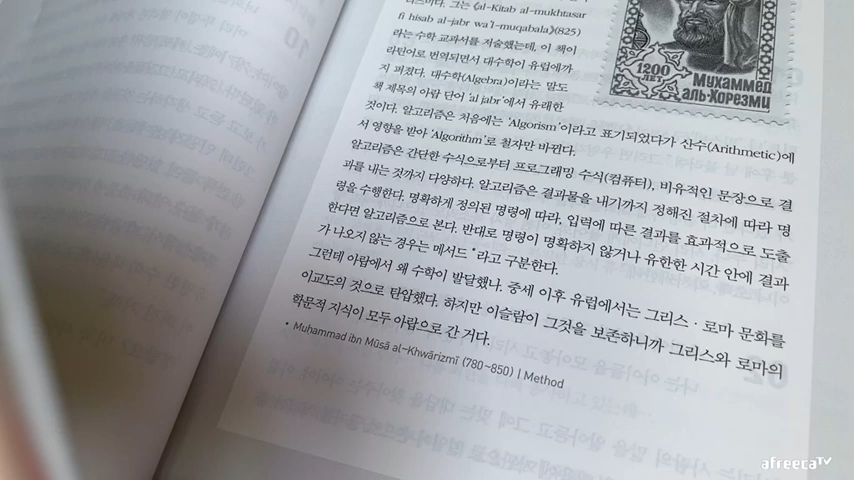 스미다. 그는 《al-Kitab al-mukhtasar
fi hisab al-jabr wa'l-muqabala》(825)
라는 수학 교과서를 저술했는데, 이 책이
라틴어로 번역되면서 대수학이 유럽에까
지 퍼졌다. 대수학(Algebra)이라는 말도
책 제목의 아랍 단어 'al jabr'에서 유래한
것이다. 알고리즘은 처음에는 'Algorism'이라고 표기되었다가 산수(Arithmetic)에
서 영향을 받아 'Algorithm'로 철자만 바뀐다.
알고리즘은 간단한 수식으로부터 프로그래밍 수식(컴퓨터), 비유적인 문장으로 결
과를 내는 것까지 다양하다. 알고리즘은 결과물을 내기까지 정해진 절차에 따라 명
령을 수행한다. 명확하게 정의된 명령에 따라, 입력에 따른 결과를 효과적으로 도출
한다면 알고리즘으로 본다. 반대로 명령이 명확하지 않거나 유한한 시간 안에 결과
가 나오지 않는 경우는 메서드*라고 구분한다.
그런데 아랍에서 왜 수학이 발달했나. 중세 이후 유럽에서는 그리스·로마 문화를
이교도의 것으로 탄압했다. 하지만 이슬람이 그것을 보존하니까 그리스와 로마의
학문적 지식이 모두 아랍으로 간 거다.
* Muḥammad ibn Mūsā al-Khwārizmī (780~850) | Method
1200 ЛЕТ
Мухаммед
аль-Хорезми
afreecaTV